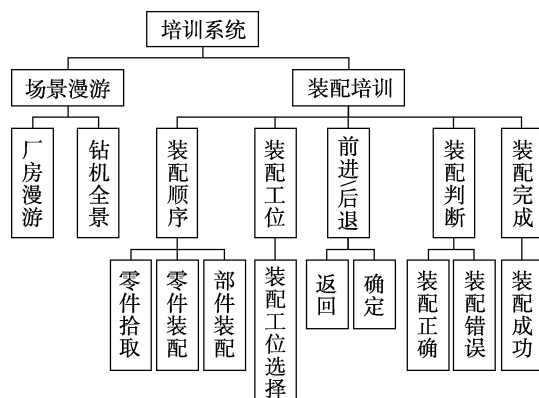 培训系统
场景漫游
装配培训
厂房漫游
钻机全景
装配顺序
装配工位
前进\后退
装配判断
装配完成
零件拾取
零件装配
部件装配
装配工位选择
返回
确定
装配正确
装配错误
装配成功